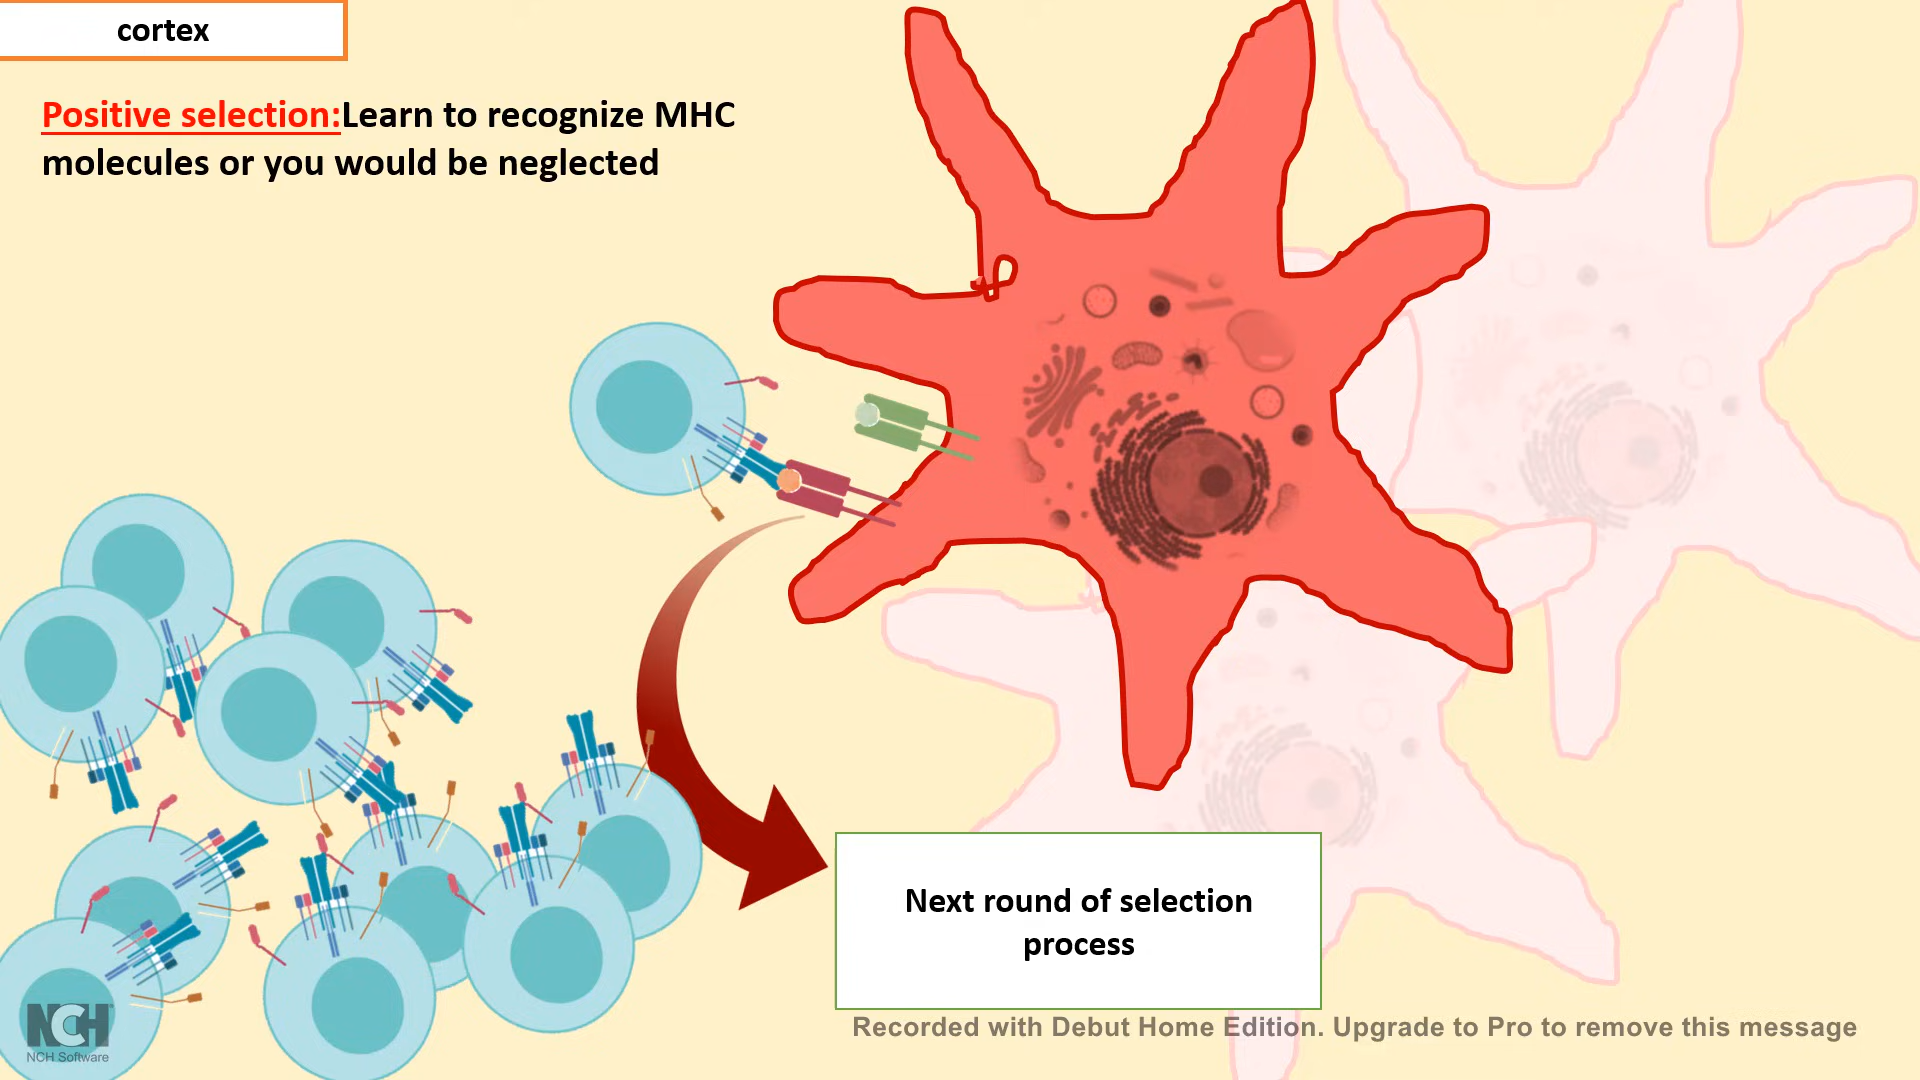 cortex
Positive selection:Learn to recognize MHC
molecules or you would be neglected
Next round of selection
process
NCH
NCH Software
Recorded with Debut Home Edition. Upgrade to Pro to remove this message